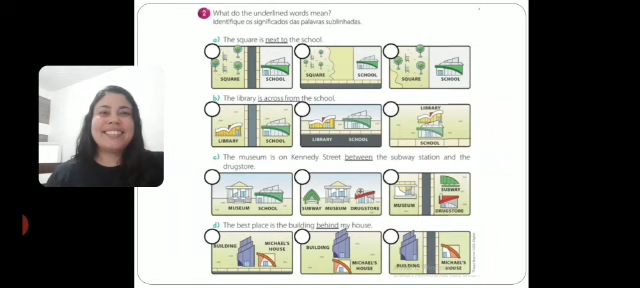 What do the underlined words mean?
Identifique os significados das palavras sublinhadas.
a) The square is next to the school.
SQUARE SCHOOL
SQUARE SCHOOL
SQUARE SCHOOL
b) The library is across from the school.
LIBRARY SCHOOL
LIBRARY SCHOOL
LIBRARY
SCHOOL
c) The museum is on Kennedy Street between the subway station and the
drugstore.
MUSEUM SCHOOL
SUBWAY MUSEUM DRUGSTORE
MUSEUM
SUBWAY
DRUGSTORE
d) The best place is the building behind my house.
BUILDING
MICHAEL'S
HOUSE
BUILDING
MICHAEL'S
HOUSE
BUILDING
MICHAEL'S
HOUSE